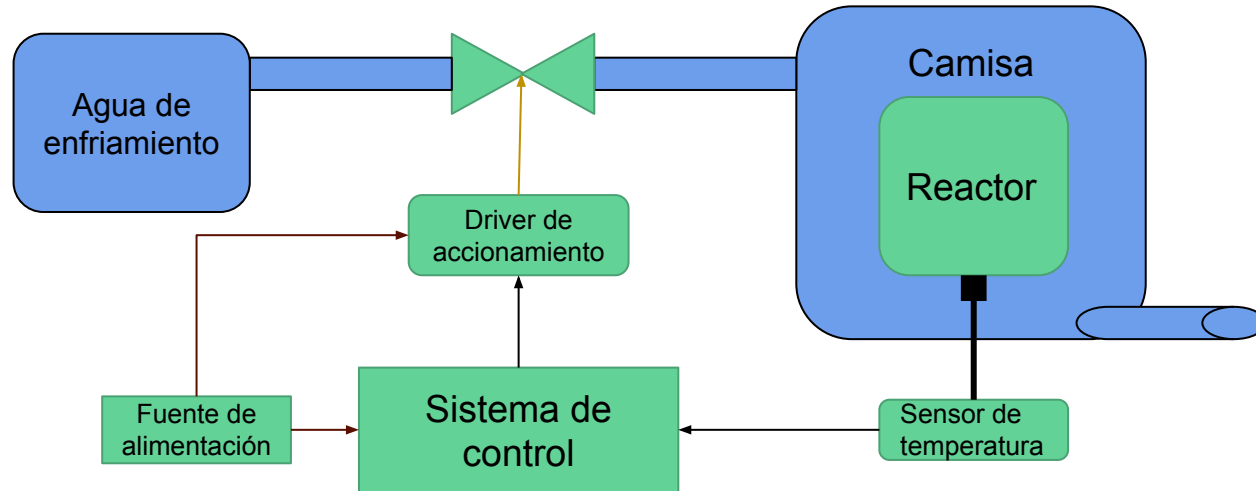 Agua de
enfriamiento
Camisa
Reactor
Driver de
accionamiento
Fuente de
alimentación
Sistema de
control
Sensor de
temperatura